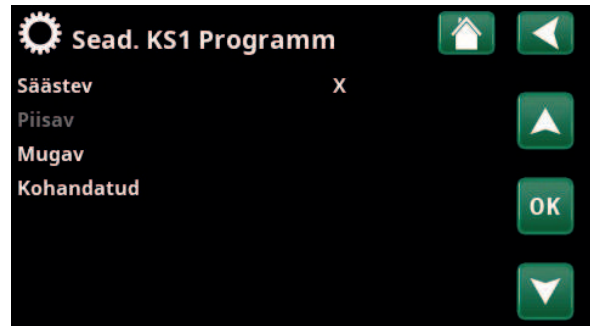 Sead. KS1 Programm
Säästev X
Piisav
Mugav
Kohandatud
OK